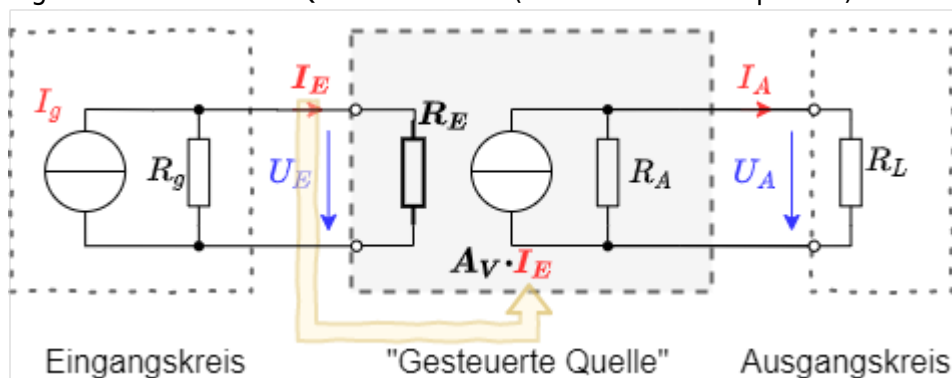 I_g
R_g
I_E
U_E
R_E
A_V·I_E
R_A
I_A
U_A
R_L
Eingangskreis
"Gesteuerte Quelle"
Ausgangskreis